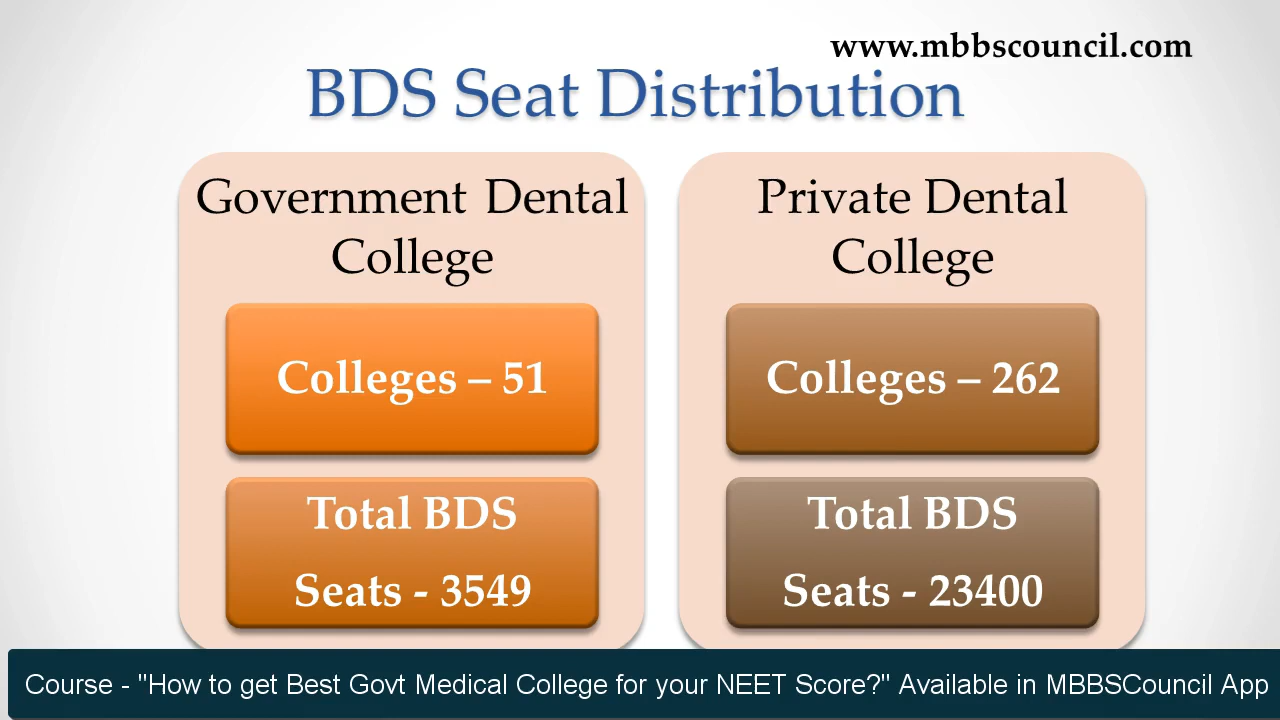 www.mbbscouncil.com
BDS Seat Distribution
Government Dental
College
Colleges – 51
Total BDS
Seats - 3549
Private Dental
College
Colleges – 262
Total BDS
Seats - 23400
Course - "How to get Best Govt Medical College for your NEET Score?" Available in MBBSCouncil App